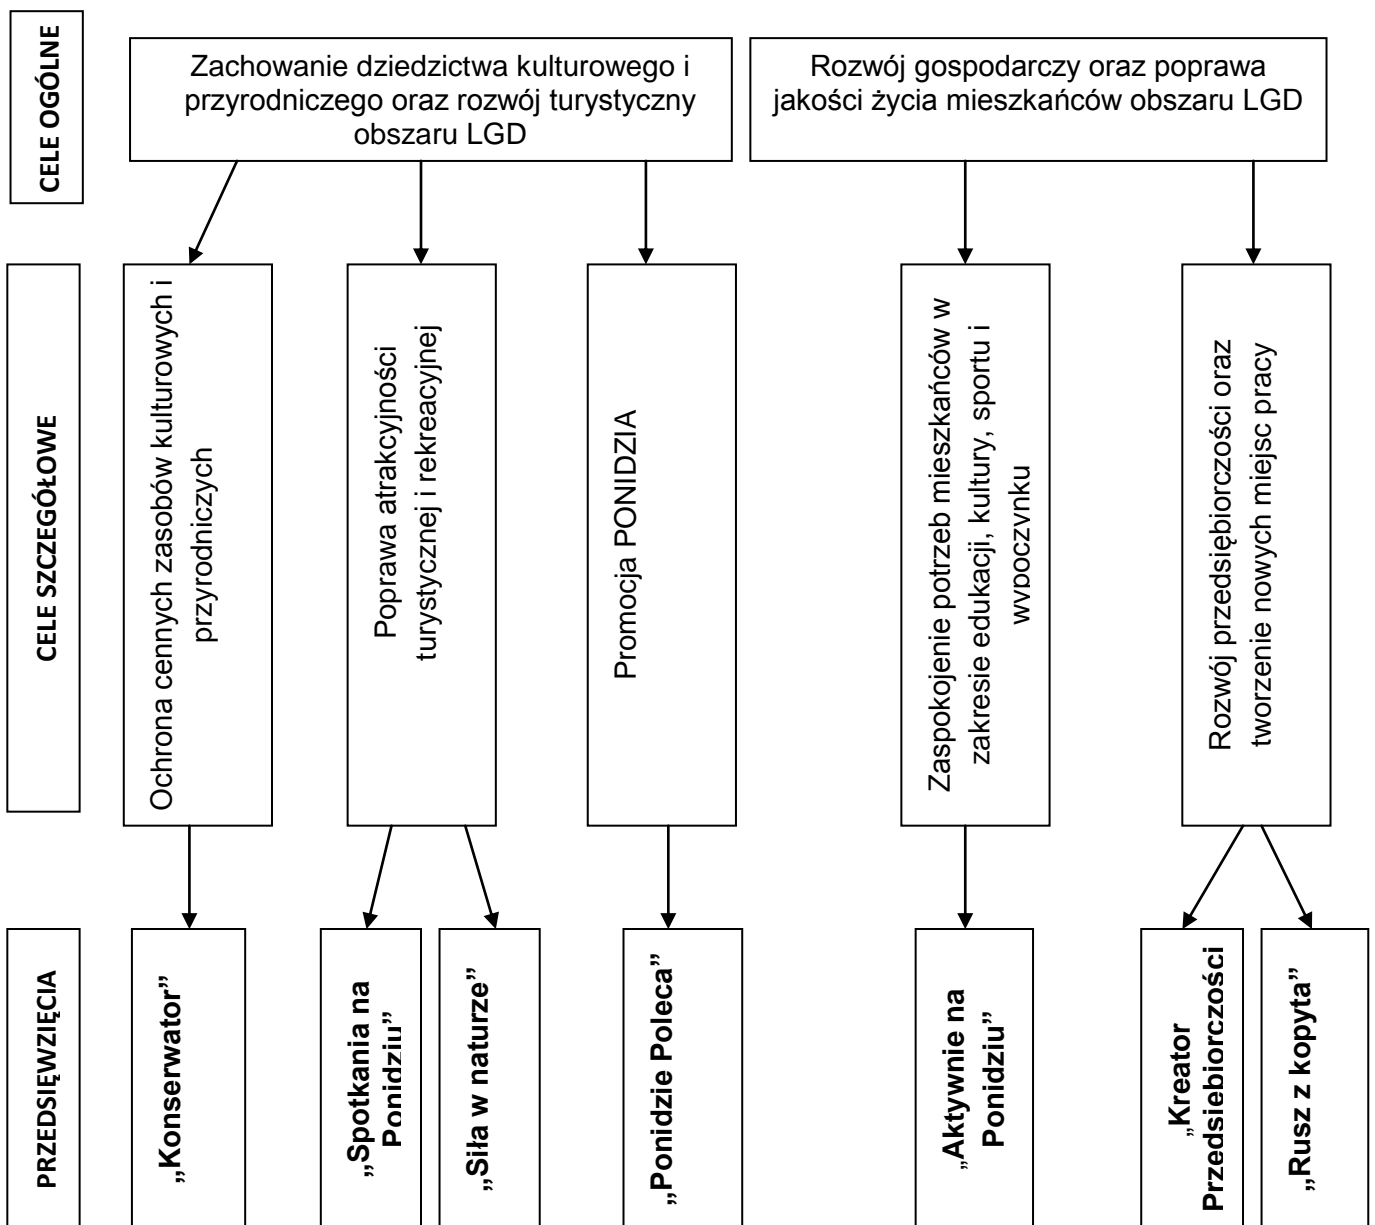 CELE OGÓLNE
Zachowanie dziedzictwa kulturowego i
przyrodniczego oraz rozwój turystyczny
obszaru LGD
Rozwój gospodarczy oraz poprawa
jakości życia mieszkańców obszaru LGD
CELE SZCZEGÓŁOWE
Ochrona cennych zasobów kulturowych i
przyrodniczych
Poprawa atrakcyjności
turystycznej i rekreacyjnej
Promocja PONIDZIA
Zaspokojenie potrzeb mieszkańców w
zakresie edukacji, kultury, sportu i
wypoczynku
Rozwój przedsiębiorczości oraz
tworzenie nowych miejsc pracy
PRZEDSIĘWZIĘCIA
„Konserwator”
„Spotkania na
Ponidziu”
„Siła w naturze”
„Ponidzie Poleca”
„Aktywnie na
Ponidziu”
„Kreator
Przedsiebiorczości
„Rusz z kopyta”